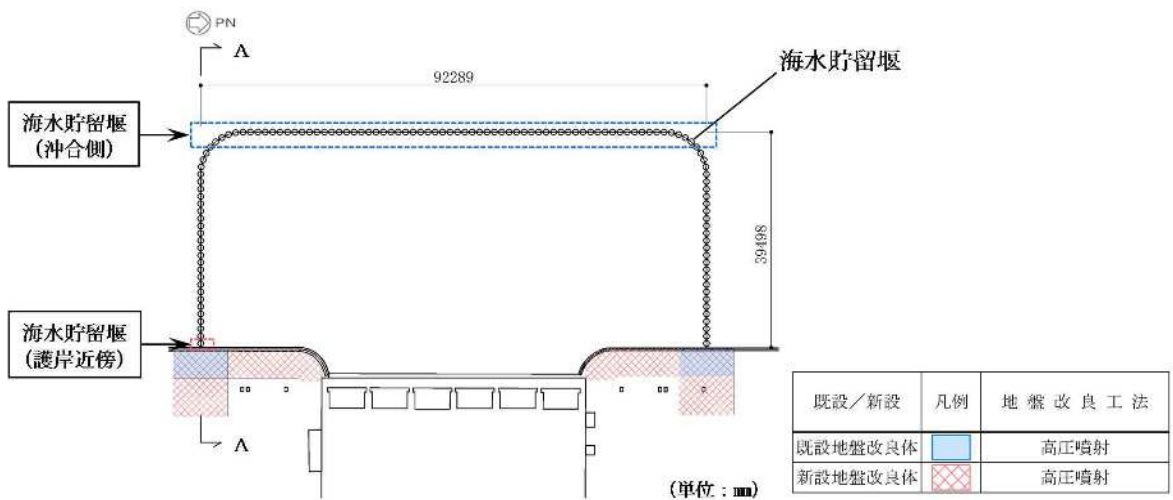 PN
A
92289
海水貯留堰
海水貯留堰
(沖合側)
39498
海水貯留堰
(護岸近傍)
A
(単位：㎜)
既設／新設 凡例 地盤改良工法
既設地盤改良体 高圧噴射
新設地盤改良体 高圧噴射